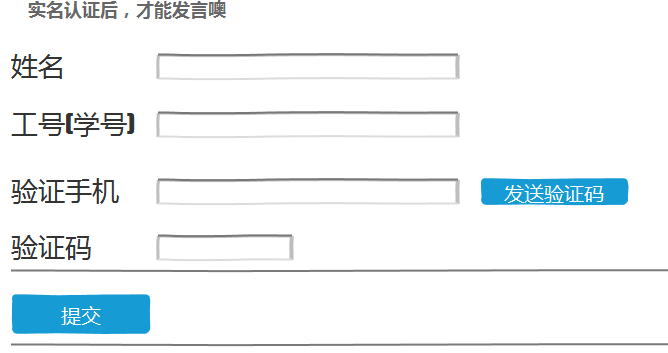 实名认证后，才能发言噢
姓名
工号(学号)
验证手机 发送验证码
验证码
提交